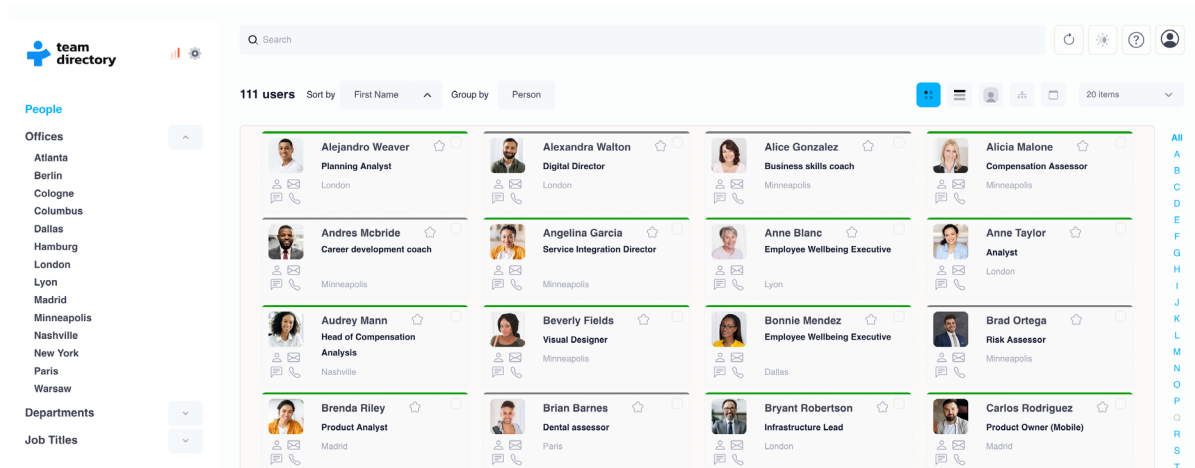 team
directory
Search
?
People
Offices
Atlanta
Berlin
Cologne
Columbus
Dallas
Hamburg
London
Lyon
Madrid
Minneapolis
Nashville
New York
Paris
Warsaw
Departments
Job Titles
111 users Sort by First Name Group by Person 20 items
Alejandro Weaver
Planning Analyst
London
Alexandra Walton
Digital Director
London
Alice Gonzalez
Business skills coach
Minneapolis
Alicia Malone
Compensation Assessor
Minneapolis
Andres Mcbride
Career development coach
Minneapolis
Angelina Garcia
Service Integration Director
Minneapolis
Anne Blanc
Employee Wellbeing Executive
Lyon
Anne Taylor
Analyst
London
Audrey Mann
Head of Compensation
Analysis
Nashville
Beverly Fields
Visual Designer
Minneapolis
Bonnie Mendez
Employee Wellbeing Executive
Dallas
Brad Ortega
Risk Assessor
Minneapolis
Brenda Riley
Product Analyst
Madrid
Brian Barnes
Dental assessor
Paris
Bryant Robertson
Infrastructure Lead
London
Carlos Rodriguez
Product Owner (Mobile)
Madrid
All
A
B
C
D
E
F
G
H
I
J
K
L
M
N
O
P
Q
R
S
T